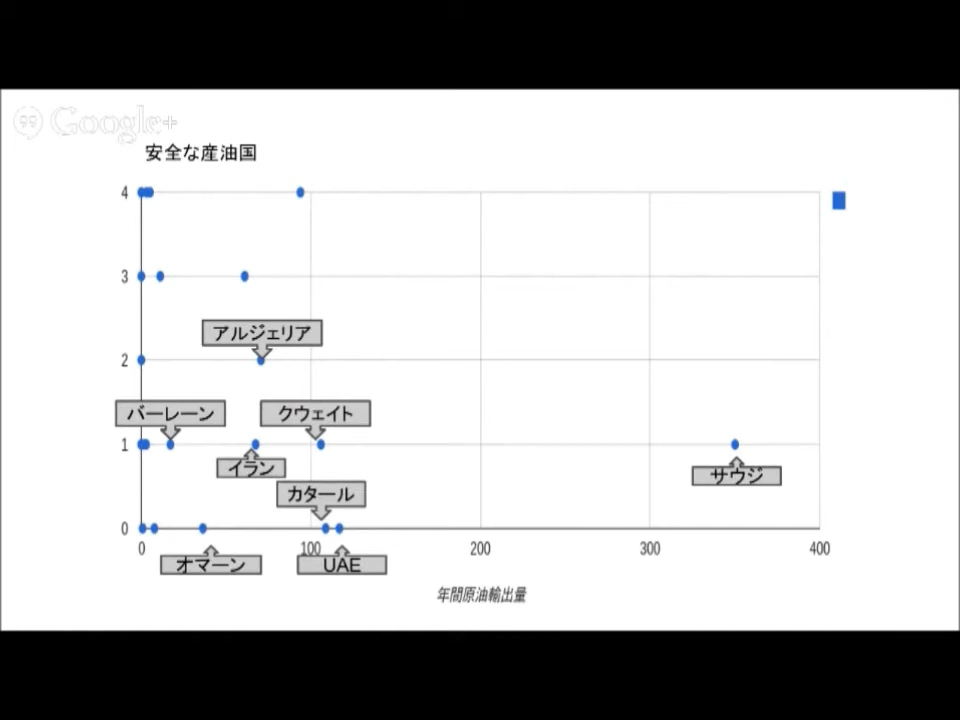 Google+
安全な産油国
4
3
アルジェリア
2
バーレーン
クウェイト
1
イラン
サウジ
カタール
0
0
100
200
300
400
オマーン
UAE
年間原油輸出量